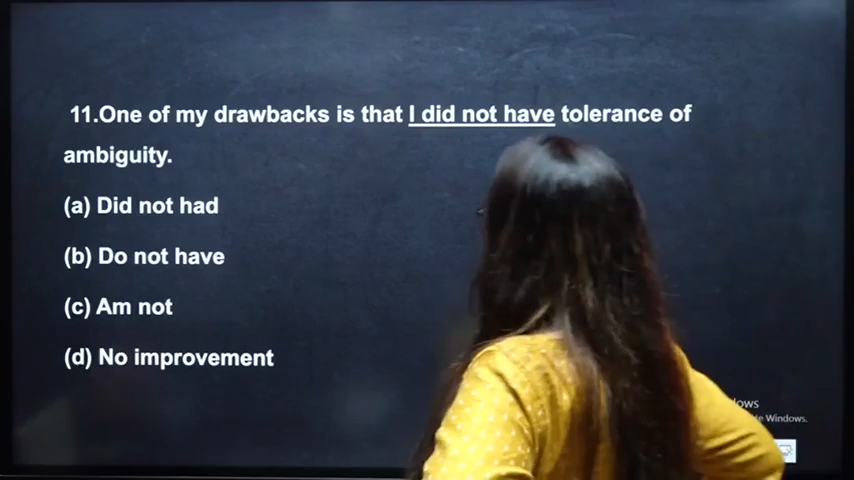 11.One of my drawbacks is that I did not have tolerance of
ambiguity.
(a) Did not had
(b) Do not have
(c) Am not
(d) No improvement
Windows.